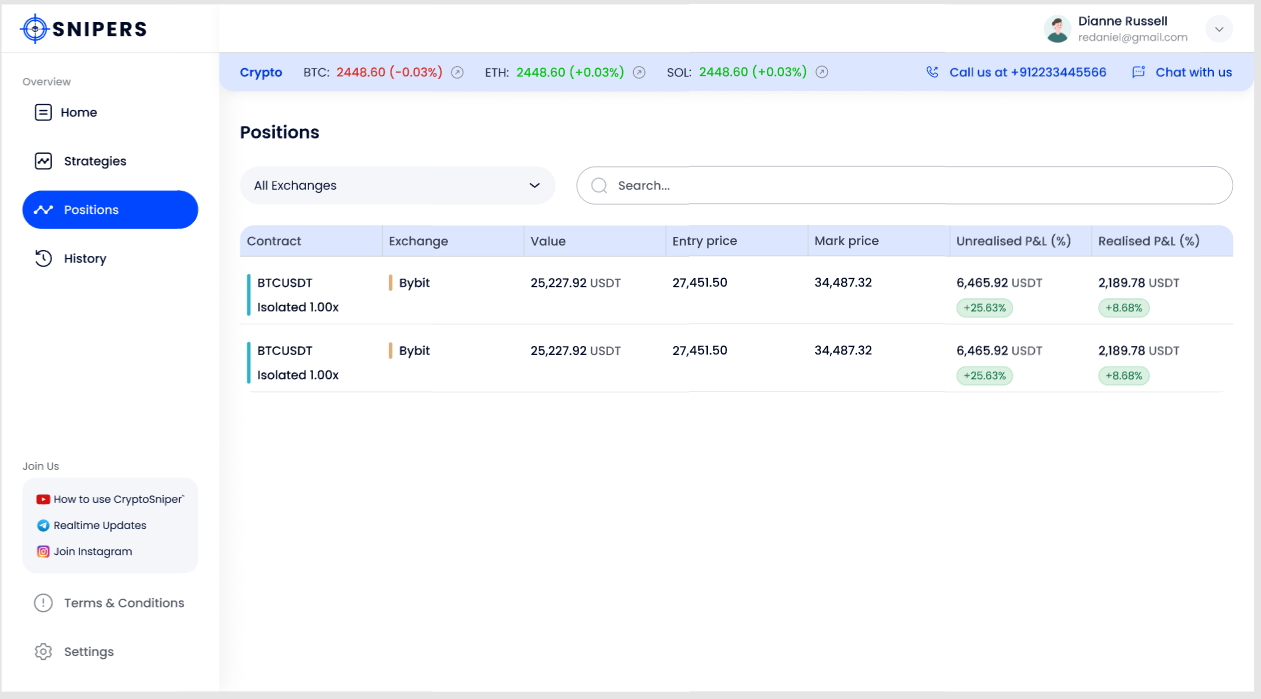 SNIPERS
Dianne Russell
redaniel@gmail.com
Crypto BTC: 2448.60 (-0.03%) ETH: 2448.60 (+0.03%) SOL: 2448.60 (+0.03%) Call us at +912233445566 Chat with us
Overview
Home
Strategies
Positions
History
Join Us
How to use CryptoSniper`
Realtime Updates
Join Instagram
Terms & Conditions
Settings
Positions
All Exchanges Search...
Contract Exchange Value Entry price Mark price Unrealised P&L (%) Realised P&L (%)
BTCUSDT Bybit 25,227.92 USDT 27,451.50 34,487.32 6,465.92 USDT 2,189.78 USDT
Isolated 1.00x +25.63% +8.68%
BTCUSDT Bybit 25,227.92 USDT 27,451.50 34,487.32 6,465.92 USDT 2,189.78 USDT
Isolated 1.00x +25.63% +8.68%